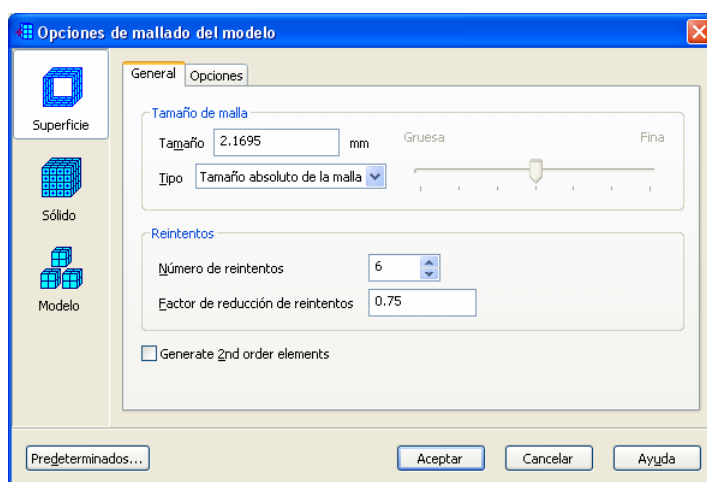 Opciones de mallado del modelo
Superficie
Sólido
Modelo
General Opciones
Tamaño de malla
Tamaño 2.1695 mm Gruesa Fina
Tipo Tamaño absoluto de la malla
Reintentos
Número de reintentos 6
Factor de reducción de reintentos 0.75
Generate 2nd order elements
Predeterminados... Aceptar Cancelar Ayuda